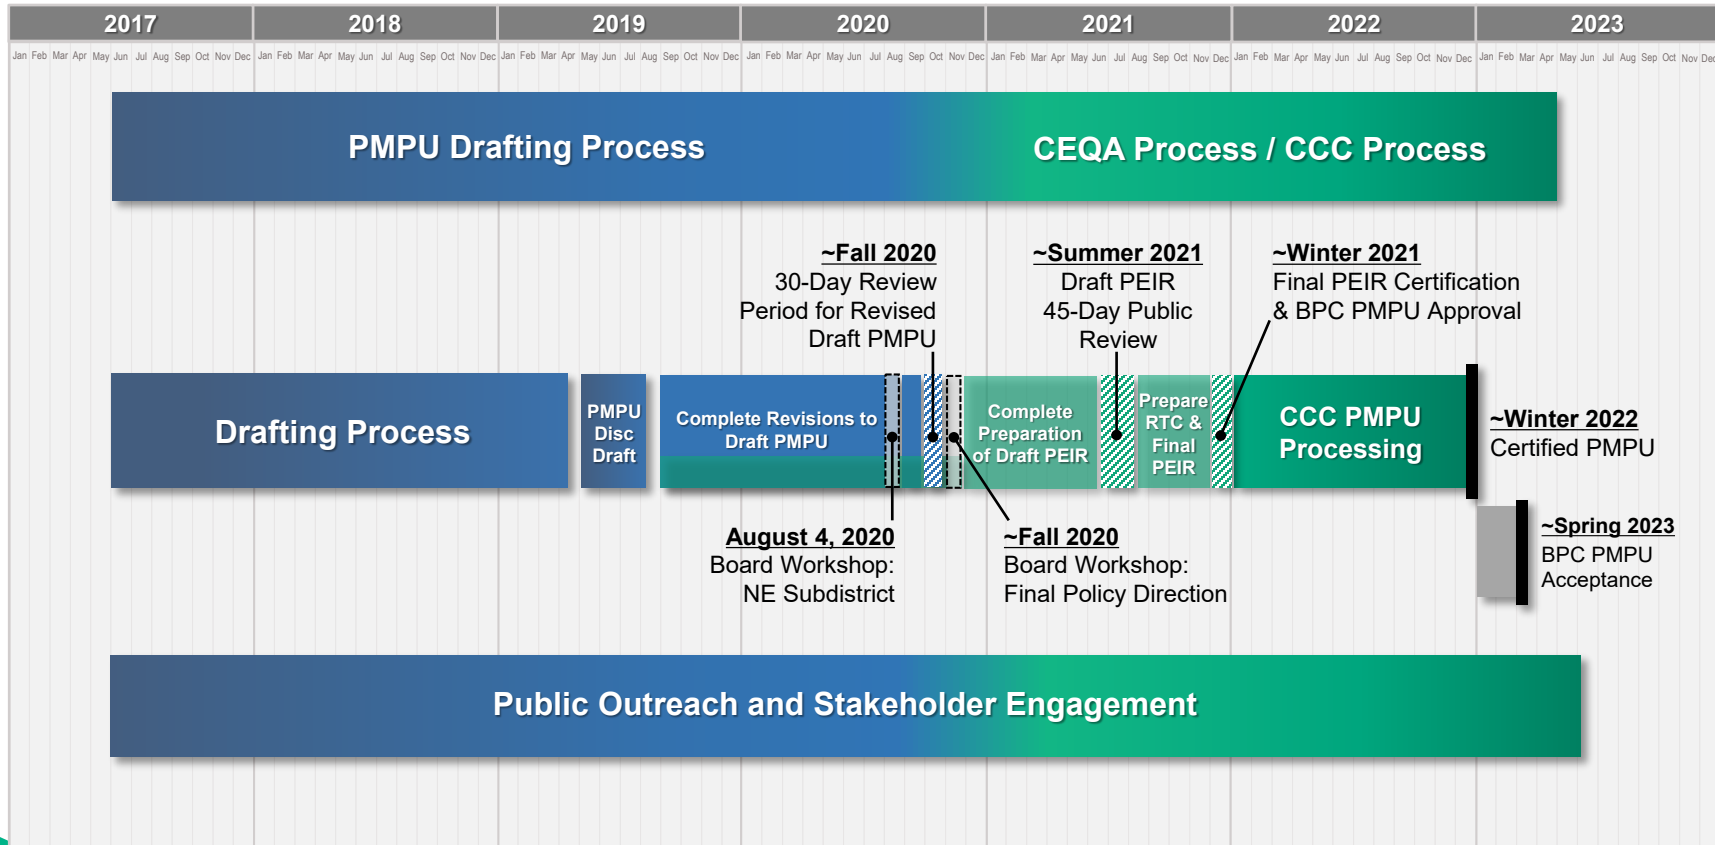 2017 2018 2019 2020 2021 2022 2023
Jan Feb Mar Apr May Jun Jul Aug Sep Oct Nov Dec Jan Feb Mar Apr May Jun Jul Aug Sep Oct Nov Dec Jan Feb Mar Apr May Jun Jul Aug Sep Oct Nov Dec Jan Feb Mar Apr May Jun Jul Aug Sep Oct Nov Dec Jan Feb Mar Apr May Jun Jul Aug Sep Oct Nov Dec Jan Feb Mar Apr May Jun Jul Aug Sep Oct Nov Dec Jan Feb Mar Apr May Jun Jul Aug Sep Oct Nov Dec
PMPU Drafting Process
CEQA Process / CCC Process
~Fall 2020
30-Day Review
Period for Revised
Draft PMPU
~Summer 2021
Draft PEIR
45-Day Public
Review
~Winter 2021
Final PEIR Certification
& BPC PMPU Approval
Drafting Process
PMPU
Disc
Draft
Complete Revisions to
Draft PMPU
Complete
Preparation
of Draft PEIR
Prepare
RTC &
Final
PEIR
CCC PMPU
Processing
~Winter 2022
Certified PMPU
August 4, 2020
Board Workshop:
NE Subdistrict
~Fall 2020
Board Workshop:
Final Policy Direction
~Spring 2023
BPC PMPU
Acceptance
Public Outreach and Stakeholder Engagement